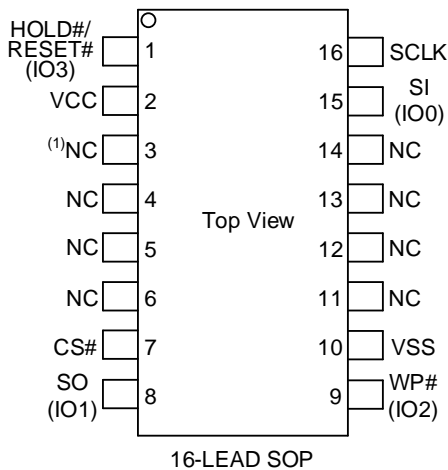 HOLD#/
RESET#
(IO3)
1
16
SCLK
VCC
2
15
SI
(IO0)
(1)NC
3
14
NC
NC
4
13
NC
Top View
NC
5
12
NC
NC
6
11
NC
CS#
7
10
VSS
SO
(IO1)
8
9
WP#
(IO2)
16-LEAD SOP